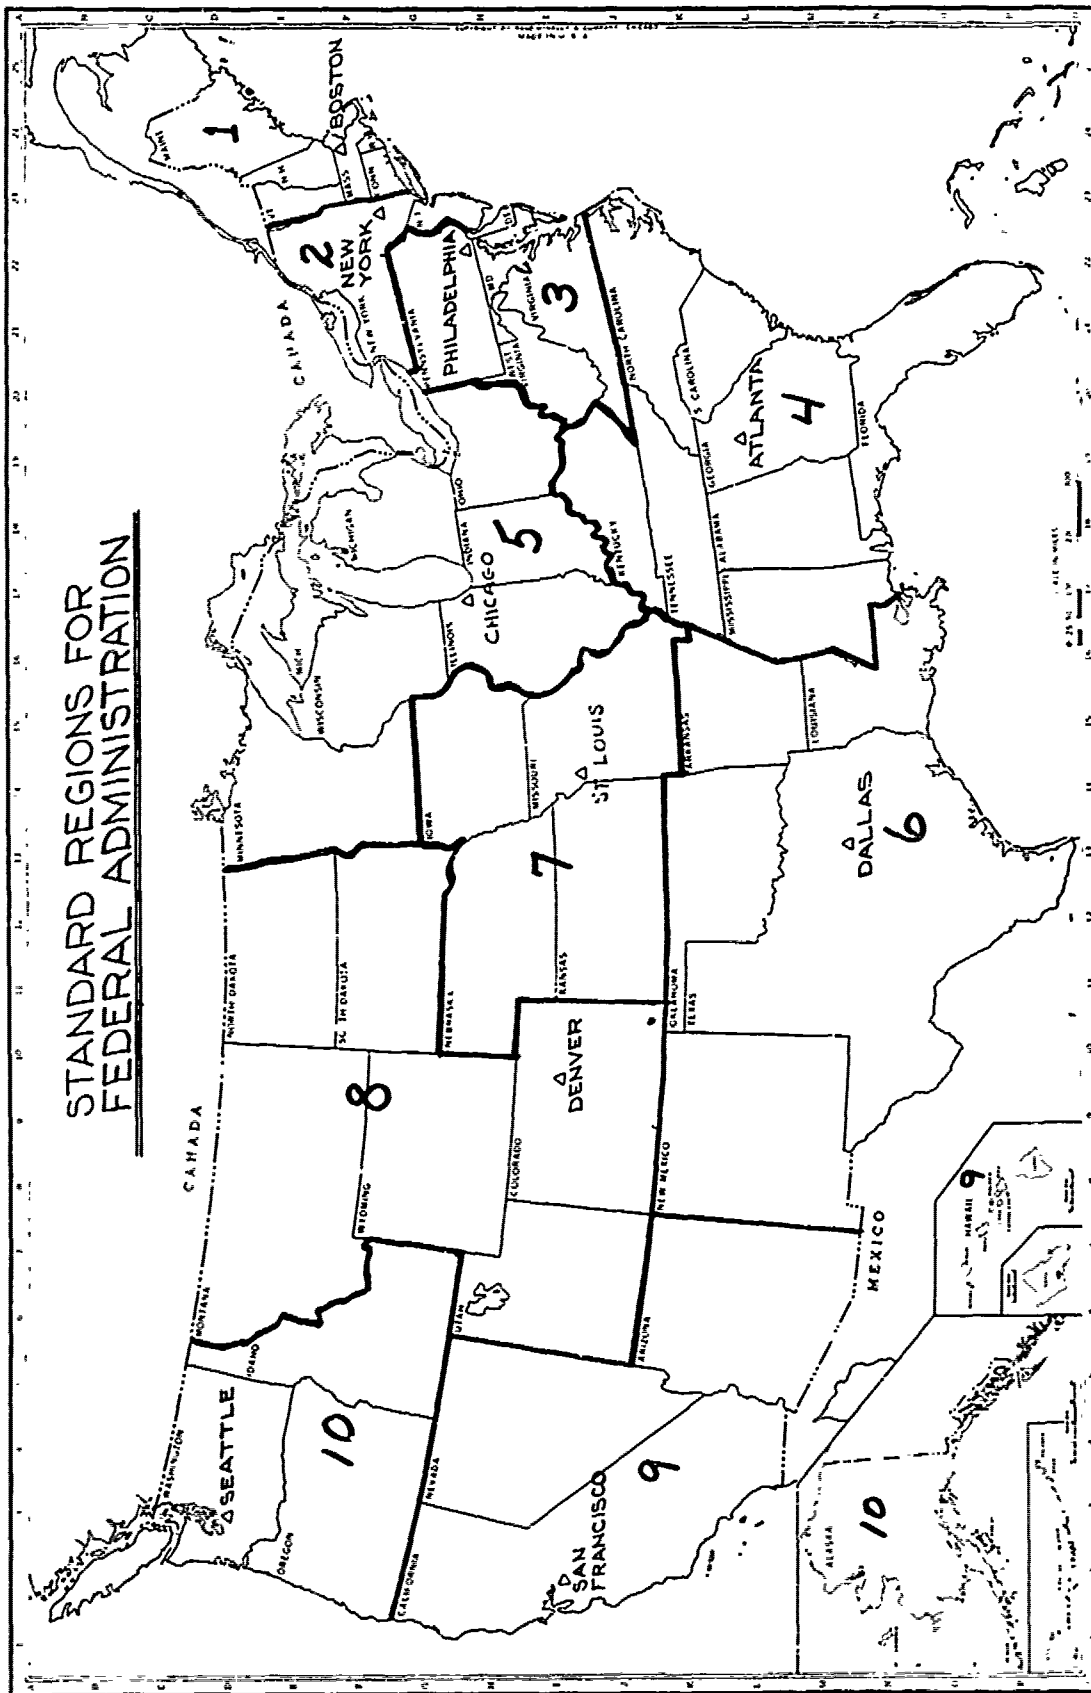 STANDARD REGIONS FOR
FEDERAL ADMINISTRATION
CANADA
CANADA
WASHINGTON
SEATTLE
MONTANA
IDAHO
OREGON
10
NORTH DAKOTA
MINNESOTA
WISCONSIN
MICH
MICHIGAN
MAINE
1
N H
VT
MASS
BOSTON
CONN
2
NEW
YORK
NEW YORK
N J
PENNSYLVANIA
PHILADELPHIA
DEL
MD
WEST
VIRGINIA
VIRGINIA
3
8
WYOMING
NEBRASKA
IOWA
ILLINOIS
CHICAGO
INDIANA
OHIO
5
KENTUCKY
CALIFORNIA
NEVADA
UTAH
COLORADO
DENVER
KANSAS
7
MISSOURI
ST LOUIS
SAN
FRANCISCO
9
ARIZONA
NEW MEXICO
OKLAHOMA
TEXAS
ARKANSAS
TENNESSEE
NORTH CAROLINA
S CAROLINA
MISSISSIPPI
ALABAMA
GEORGIA
ATLANTA
4
DALLAS
6
LOUISIANA
FLORIDA
MEXICO
ALASKA
10
HAWAII
9